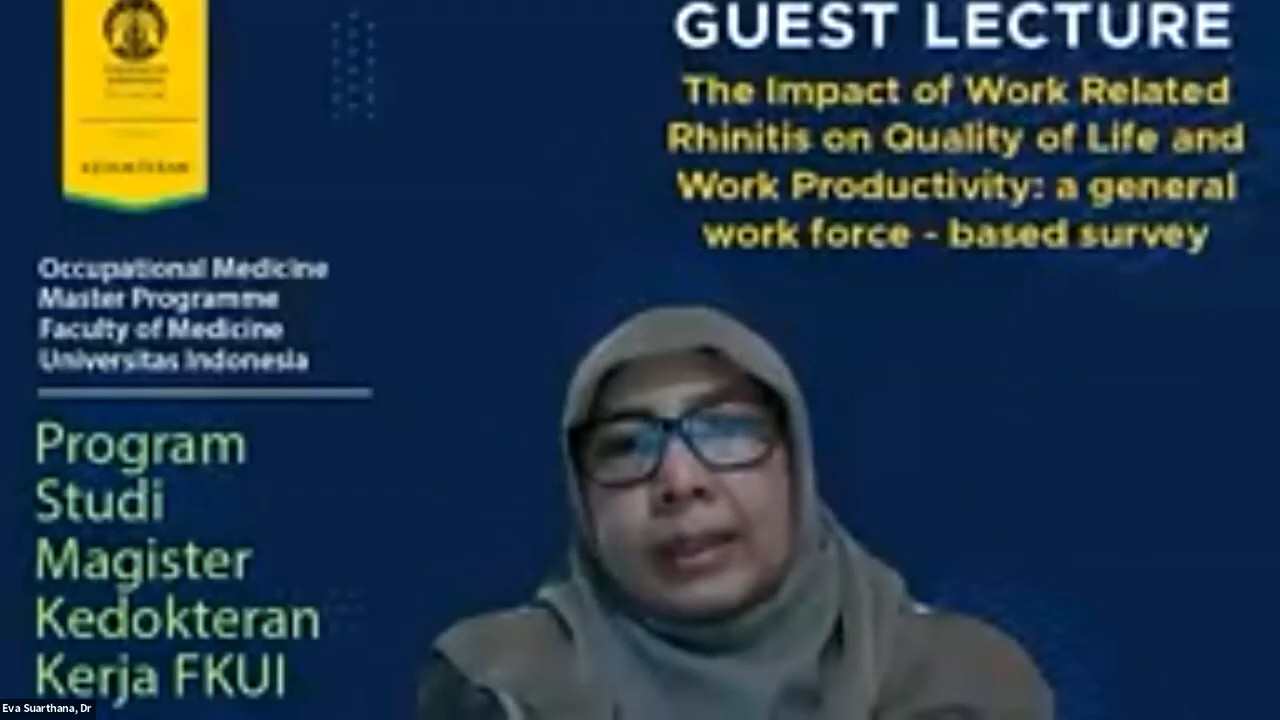 GUEST LECTURE
The Impact of Work Related
Rhinitis on Quality of Life and
Work Productivity: a general
work force - based survey
Occupational Medicine
Master Programme
Faculty of Medicine
Universitas Indonesia
Program
Studi
Magister
Kedokteran
Kerja FKUI
Eva Suarthana, Dr